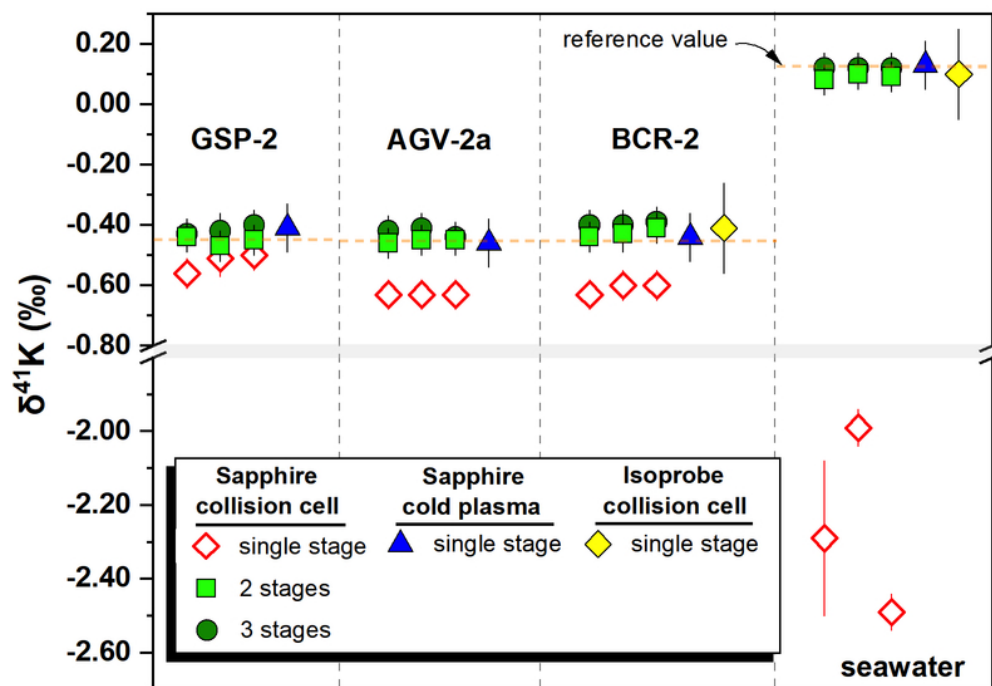 0.20
0.00
-0.20
-0.40
-0.60
-0.80
-2.00
-2.20
-2.40
-2.60
δ⁴¹K (‰)
reference value
GSP-2
AGV-2a
BCR-2
seawater
Sapphire
collision cell
single stage
2 stages
3 stages
Sapphire
cold plasma
single stage
Isoprobe
collision cell
single stage